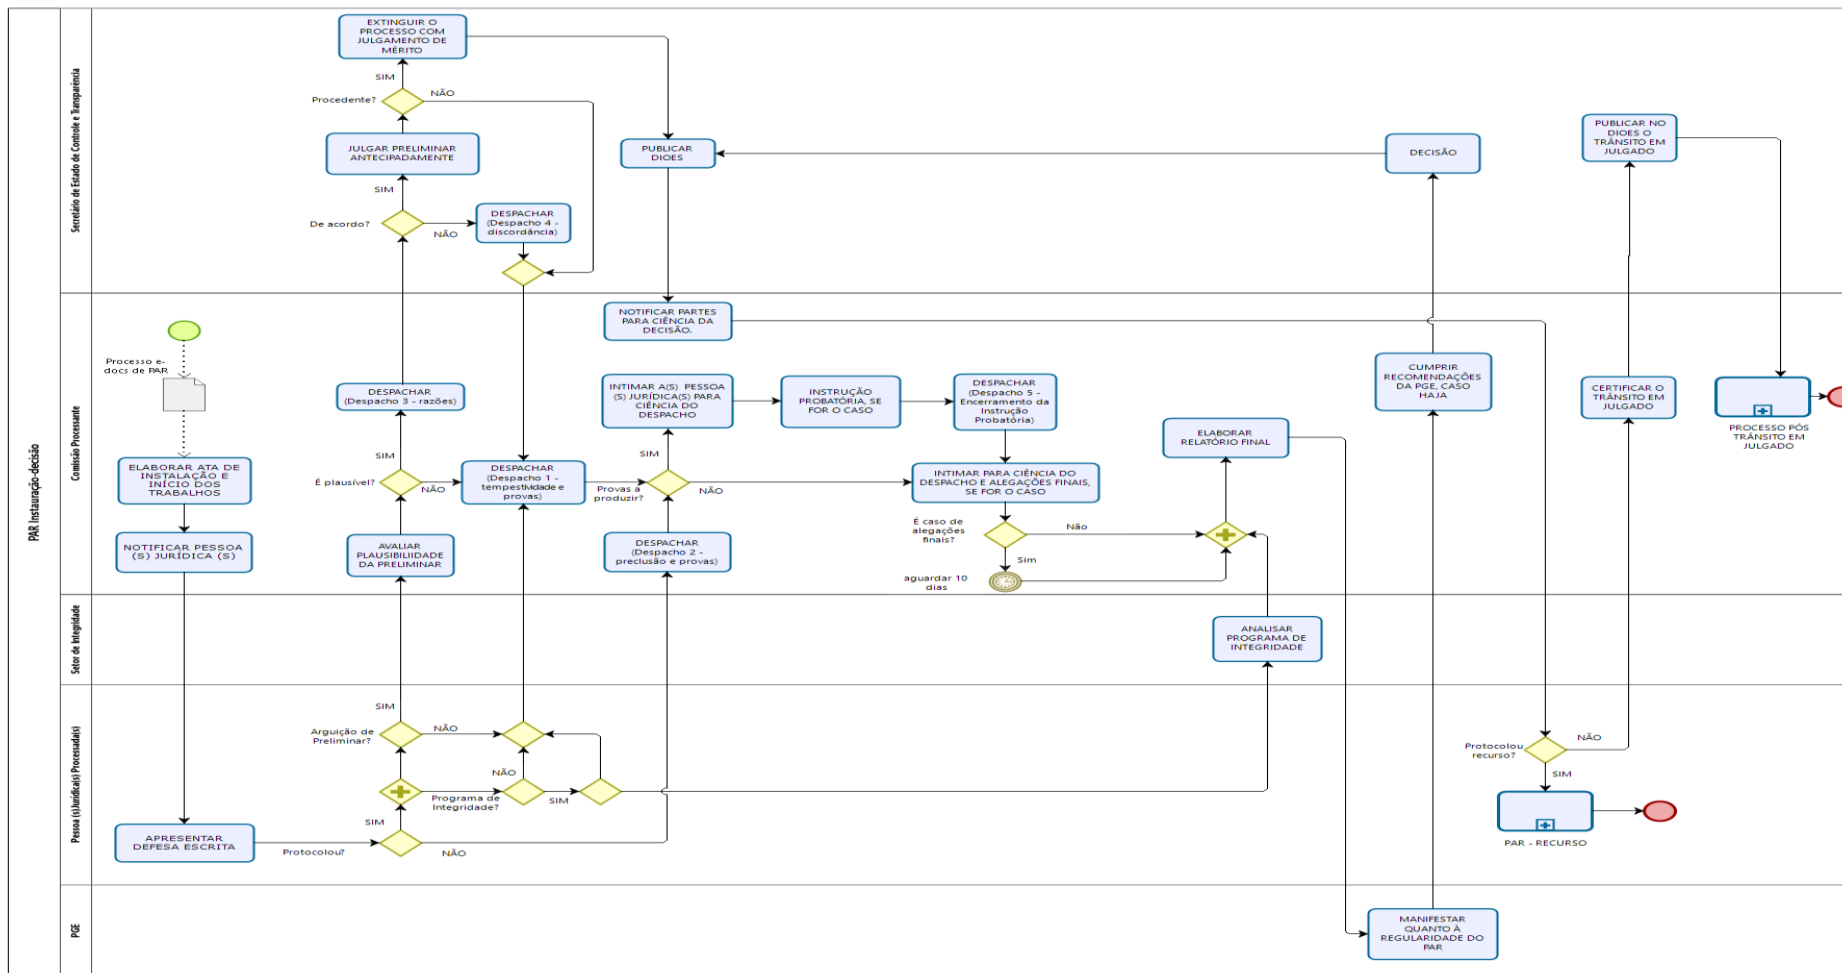 PAR Instauração-decisão
Secretário de Estado de Controle e Transparência
EXTINGUIR O
PROCESSO COM
JULGAMENTO DE
MÉRITO
SIM
Procedente?
NÃO
JULGAR PRELIMINAR
ANTECIPADAMENTE
SIM
De acordo?
NÃO
DESPACHAR
(Despacho 4 -
discordância)
PUBLICAR
DIOES
DECISÃO
PUBLICAR NO
DIOES O
TRÂNSITO EM
JULGADO
Comissão Processante
Processo e-
docs de PAR
ELABORAR ATA DE
INSTALAÇÃO E
INÍCIO DOS
TRABALHOS
NOTIFICAR PESSOA
(S) JURÍDICA (S)
DESPACHAR
(Despacho 3 - razões)
SIM
É plausível?
NÃO
AVALIAR
PLAUSIBILIIDADE
DA PRELIMINAR
DESPACHAR
(Despacho 1 -
tempestividade e
provas)
NOTIFICAR PARTES
PARA CIÊNCIA DA
DECISÃO.
INTIMAR A(S) PESSOA
(S) JURÍDICA(S) PARA
CIÊNCIA DO
DESPACHO
SIM
Provas a
produzir?
NÃO
DESPACHAR
(Despacho 2 -
preclusão e provas)
INSTRUÇÃO
PROBATÓRIA, SE
FOR O CASO
DESPACHAR
(Despacho 5 -
Encerramento da
Instrução
Probatória)
INTIMAR PARA CIÊNCIA DO
DESPACHO E ALEGAÇÕES FINAIS,
SE FOR O CASO
É caso de
alegações
finais?
Não
Sim
aguardar 10
dias
ELABORAR
RELATÓRIO FINAL
CUMPRIR
RECOMENDAÇÕES
DA PGE, CASO
HAJA
CERTIFICAR O
TRÂNSITO EM
JULGADO
PROCESSO PÓS
TRÂNSITO EM
JULGADO
Setor de Integridade
ANALISAR
PROGRAMA DE
INTEGRIDADE
Pessoa (s) Jurídica(s) Processada(s)
SIM
Arguição de
Preliminar?
NÃO
NÃO
Programa de
Integridade?
SIM
SIM
APRESENTAR
DEFESA ESCRITA
Protocolou?
NÃO
Protocolou
recurso?
NÃO
SIM
PAR - RECURSO
PGE
MANIFESTAR
QUANTO À
REGULARIDADE DO
PAR